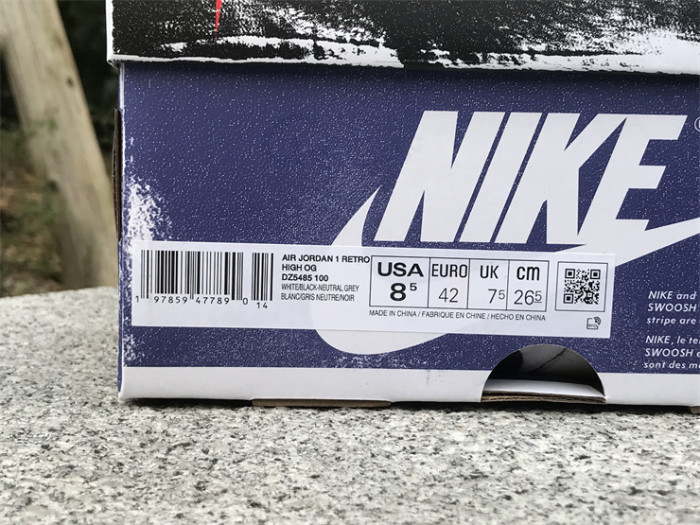 NIKE
AIR JORDAN 1 RETRO
HIGH OG
DZ5485 100
WHITE/BLACK-NEUTRAL GREY
BLANC/GRIS NEUTRE/NOIR
1 97859 47789 0 14
USA EURO UK cm
8⁵ 42 7⁵ 26⁵
MADE IN CHINA / FABRIQUE EN CHINE / HECHO EN CHINA
NIKE and
SWOOSH
stripe are
NIKE, le
SWOOSH
sont des